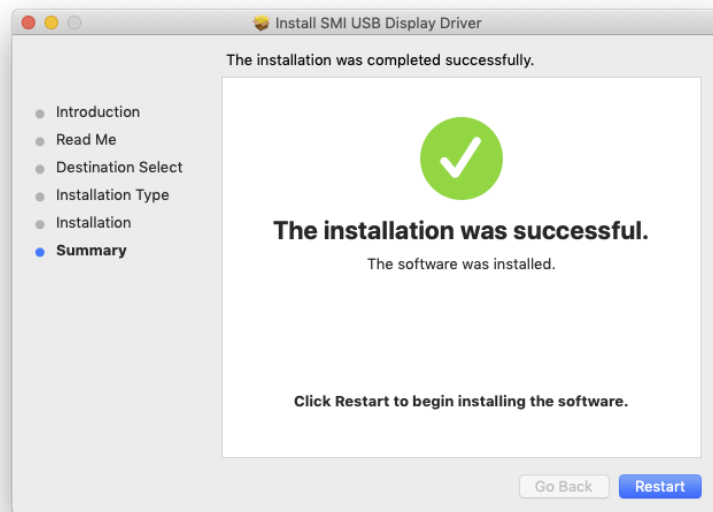 Install SMI USB Display Driver
The installation was completed successfully.
Introduction
Read Me
Destination Select
Installation Type
Installation
Summary
The installation was successful.
The software was installed.
Click Restart to begin installing the software.
Go Back
Restart